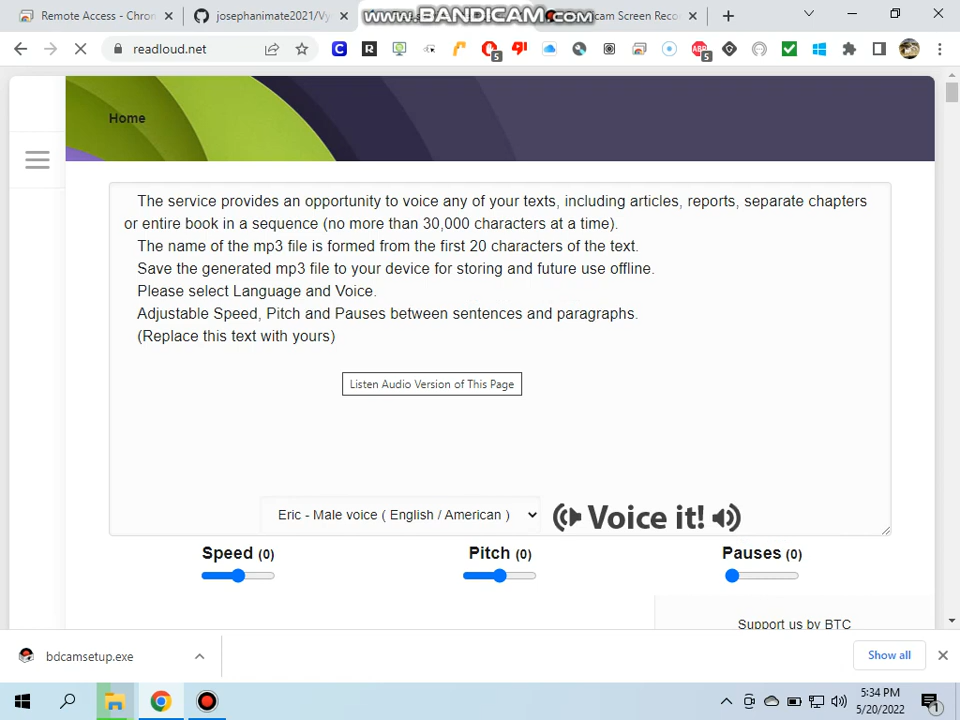 Remote Access - Chron
josephanimate2021/Vy
WWW.BANDICAM.COM
cam Screen Reco
readloud.net
5
ABP
5
Home
The service provides an opportunity to voice any of your texts, including articles, reports, separate chapters
or entire book in a sequence (no more than 30,000 characters at a time).
The name of the mp3 file is formed from the first 20 characters of the text.
Save the generated mp3 file to your device for storing and future use offline.
Please select Language and Voice.
Adjustable Speed, Pitch and Pauses between sentences and paragraphs.
(Replace this text with yours)
Listen Audio Version of This Page
Eric - Male voice ( English / American )
Voice it!
Speed (0)
Pitch (0)
Pauses (0)
Support us by BTC
bdcamsetup.exe
Show all
5:34 PM
5/20/2022
1